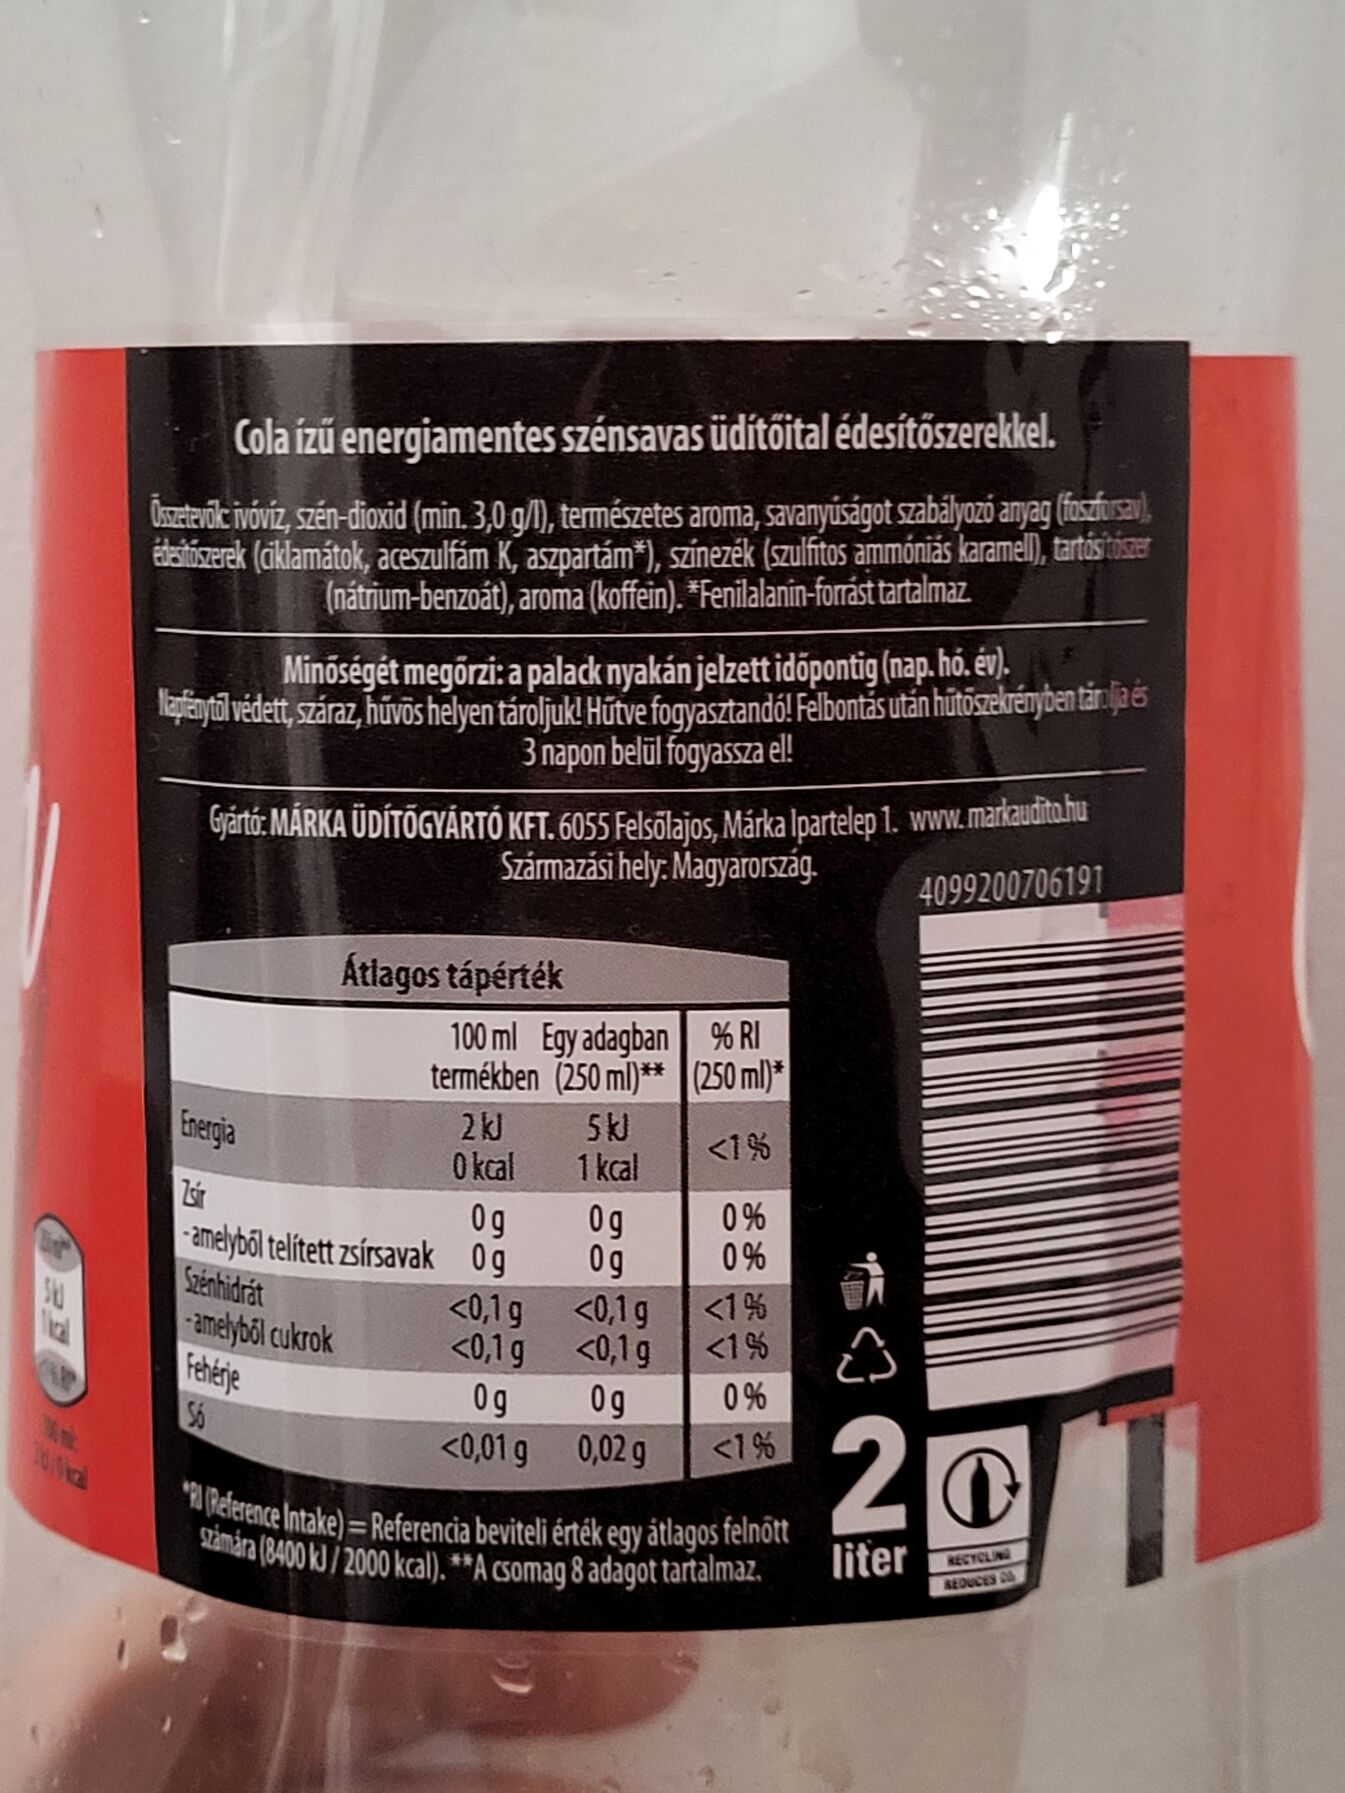 Cola ízű energiamentes szénsavas üdítőital édesítőszerekkel.
Összetevők: ivóvíz, szén-dioxid (min. 3,0 g/l), természetes aroma, savanyúságot szabályozó anyag (foszforsav),
édesítőszerek (ciklamátok, aceszulfám K, aszpartám*), színezék (szulfitos ammóniás karamell), tartósítószer
(nátrium-benzoát), aroma (koffein). *Fenilalanin-forrást tartalmaz.
Minőségét megőrzi: a palack nyakán jelzett időpontig (nap. hó. év).
Napfénytől védett, száraz, hűvös helyen tároljuk! Hűtve fogyasztandó! Felbontás után hűtőszekrényben tárolja és
3 napon belül fogyassza el!
Gyártó: MÁRKA ÜDÍTŐGYÁRTÓ KFT. 6055 Felsőlajos, Márka Ipartelep 1. www.markaudito.hu
Származási hely: Magyarország.
4099200706191
Átlagos tápérték
100 ml Egy adagban % RI
termékben (250 ml)** (250 ml)*
Energia 2 kJ 5 kJ <1 %
0 kcal 1 kcal
Zsír 0 g 0 g 0 %
- amelyből telített zsírsavak 0 g 0 g 0 %
Szénhidrát <0,1 g <0,1 g <1 %
- amelyből cukrok <0,1 g <0,1 g <1 %
Fehérje 0 g 0 g 0 %
Só <0,01 g 0,02 g <1 %
*RI (Reference Intake) = Referencia beviteli érték egy átlagos felnőtt
számára (8400 kJ / 2000 kcal). **A csomag 8 adagot tartalmaz.
2
liter
RECYCLING
REDUCES
5 kJ
1 kcal